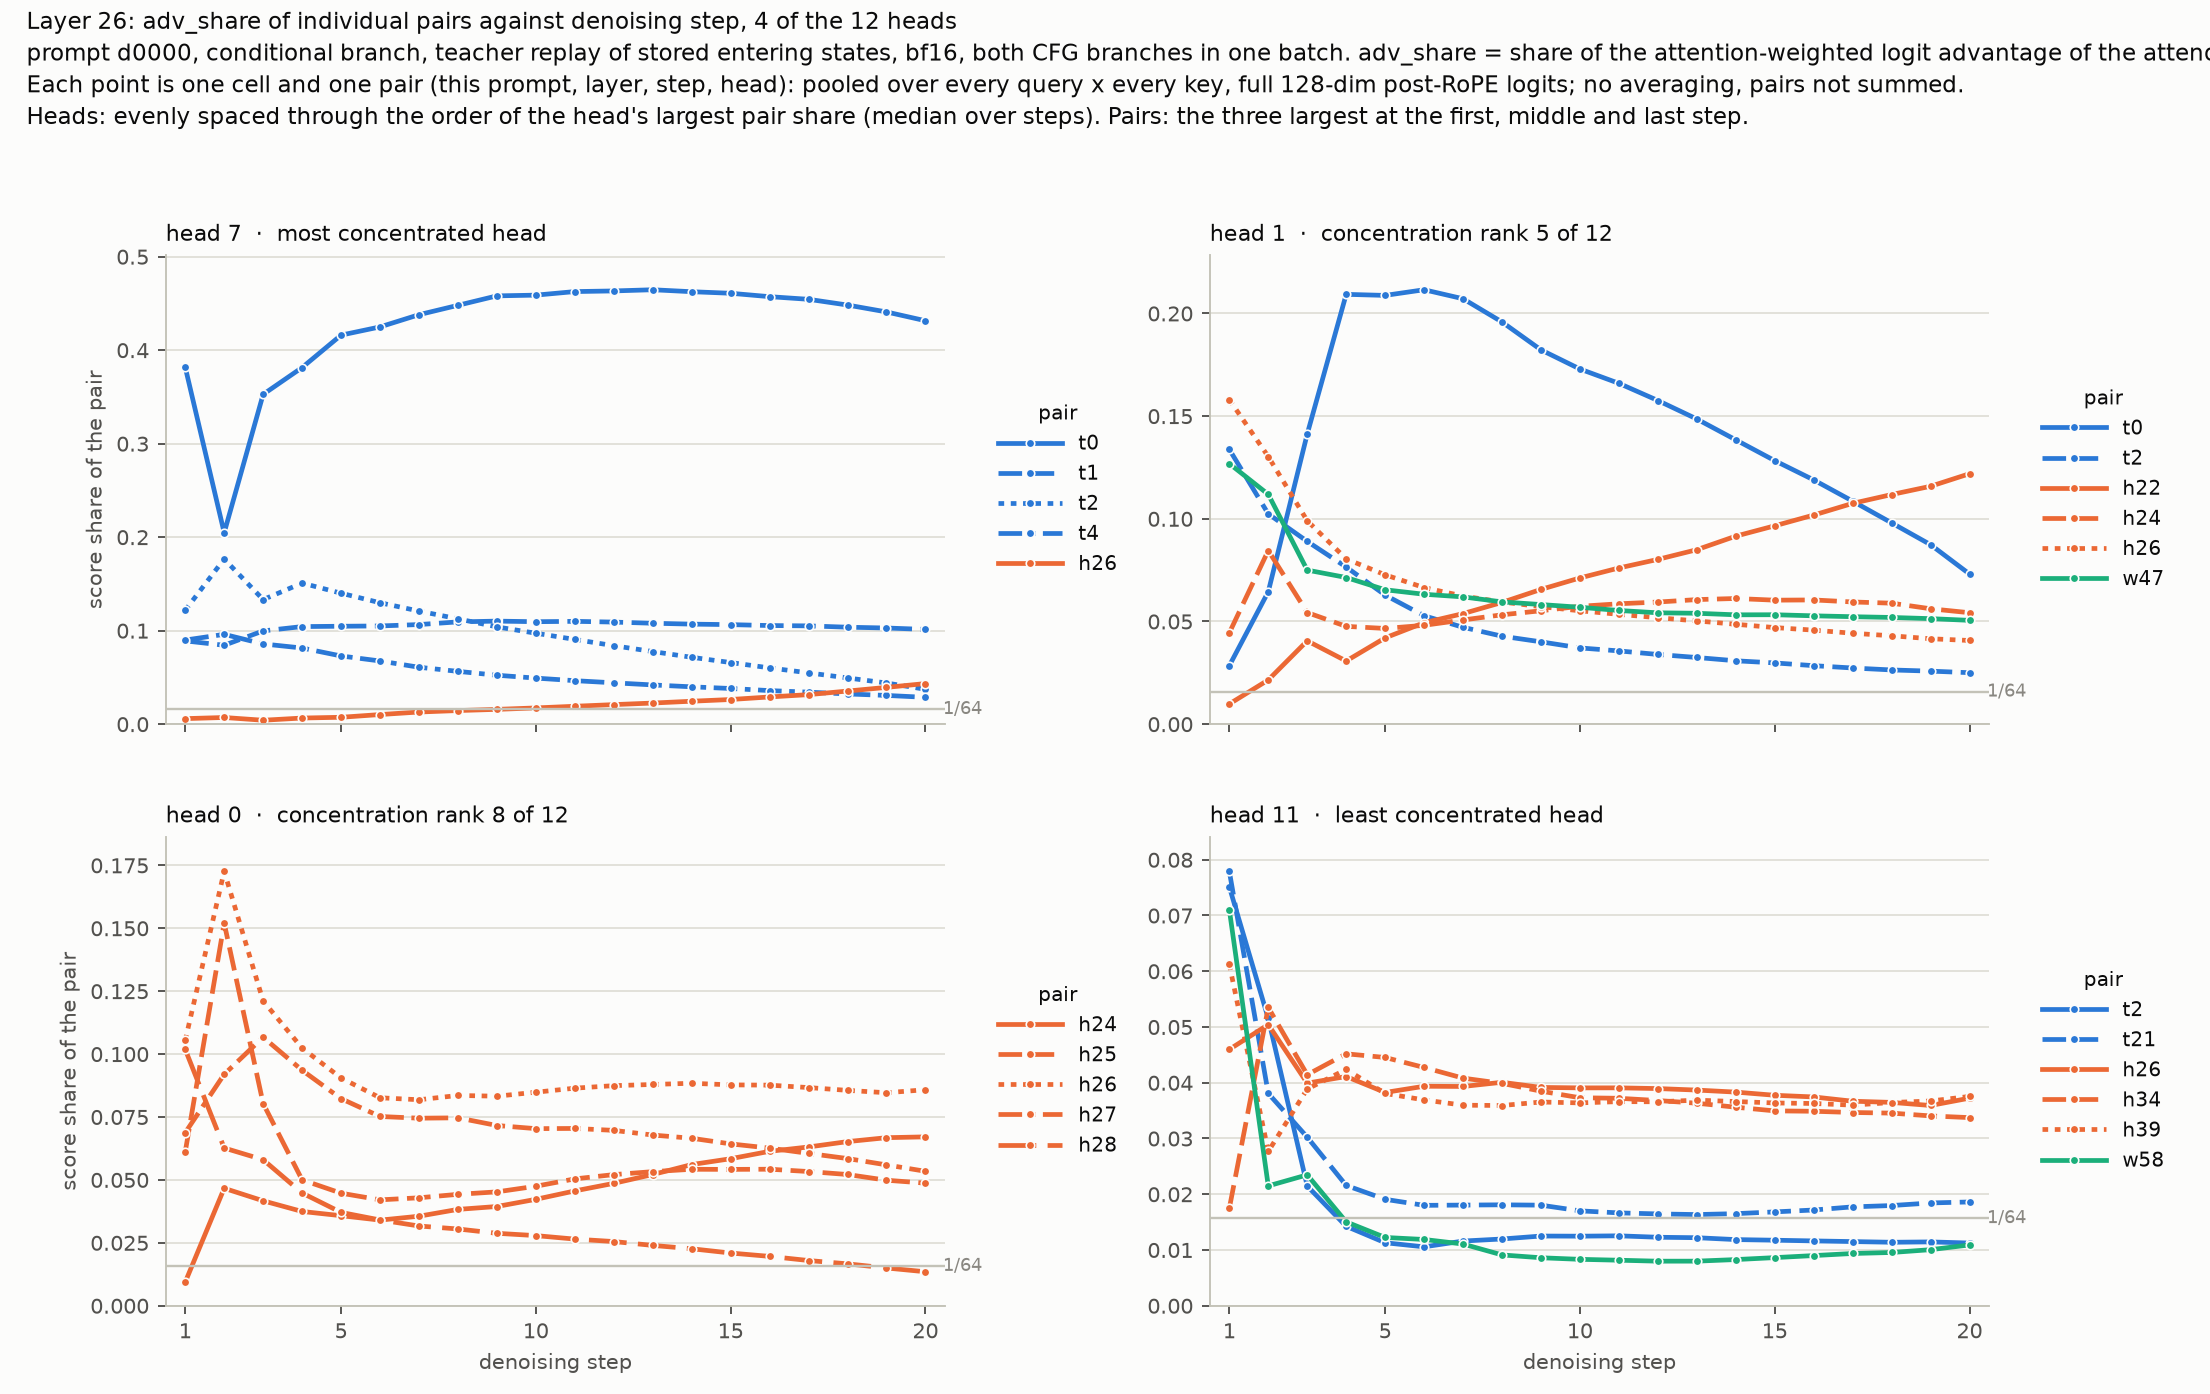 Layer 26: adv_share of individual pairs against denoising step, 4 of the 12 heads
prompt d0000, conditional branch, teacher replay of stored entering states, bf16, both CFG branches in one batch. adv_share = share of the attention-weighted logit advantage of the
Each point is one cell and one pair (this prompt, layer, step, head): pooled over every query x every key, full 128-dim post-RoPE logits; no averaging, pairs not summed.
Heads: evenly spaced through the order of the head's largest pair share (median over steps). Pairs: the three largest at the first, middle and last step.
head 7 · most concentrated head
score share of the pair
0.5
0.4
0.3
0.2
0.1
0.0
1/64
pair
t0
t1
t2
t4
h26
head 1 · concentration rank 5 of 12
0.20
0.15
0.10
0.05
0.00
1/64
pair
t0
t2
h22
h24
h26
w47
head 0 · concentration rank 8 of 12
score share of the pair
0.175
0.150
0.125
0.100
0.075
0.050
0.025
0.000
1/64
1
5
10
15
20
denoising step
pair
h24
h25
h26
h27
h28
head 11 · least concentrated head
0.08
0.07
0.06
0.05
0.04
0.03
0.02
0.01
0.00
1/64
1
5
10
15
20
denoising step
pair
t2
t21
h26
h34
h39
w58